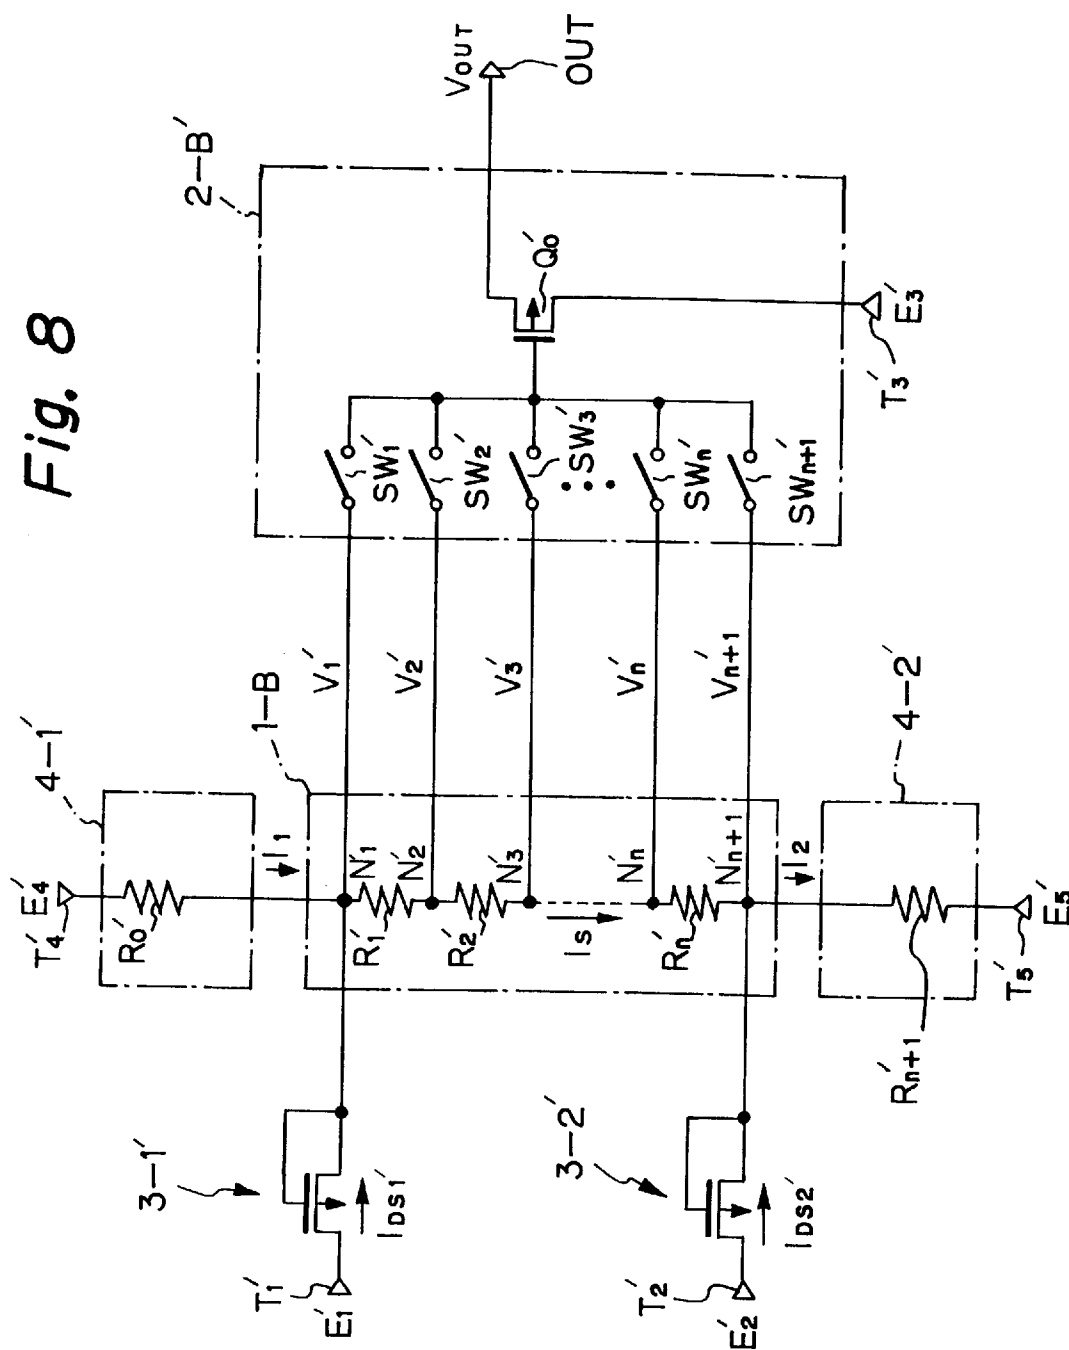 Fig. 8
4-1'
E4'
T4'
R0'
I1
1-B
2-B'
VOUT
OUT
3-1'
T1'
E1'
IDS1'
N1'
R1'
N2'
R2'
N3'
IS
Nn'
Rn'
Nn+1'
V1'
V2'
V3'
Vn'
Vn+1'
SW1'
SW2'
SW3'
SWn'
SWn+1'
Q0'
T3'
E3'
3-2'
T2'
E2'
IDS2'
I2
4-2'
Rn+1'
T5'
E5'